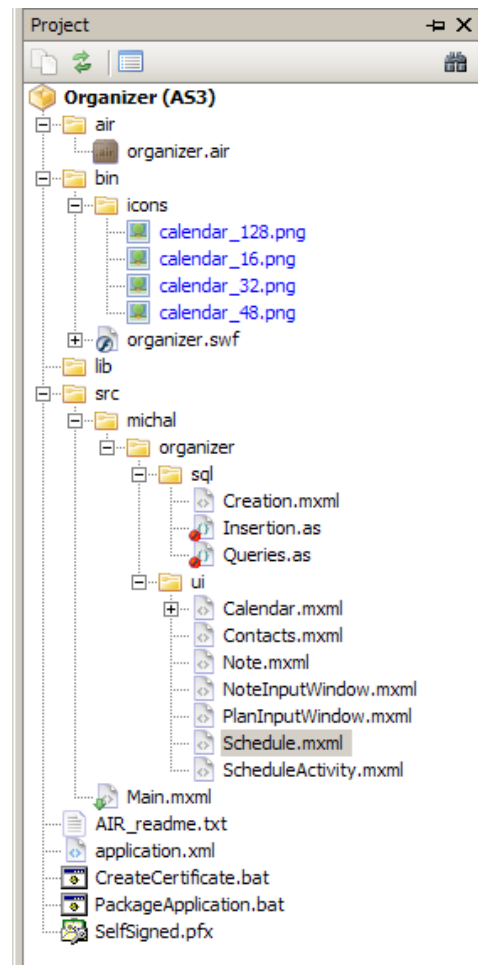 Project
Organizer (AS3)
air
organizer.air
bin
icons
calendar_128.png
calendar_16.png
calendar_32.png
calendar_48.png
organizer.swf
lib
src
michal
organizer
sql
Creation.mxml
Insertion.as
Queries.as
ui
Calendar.mxml
Contacts.mxml
Note.mxml
NoteInputWindow.mxml
PlanInputWindow.mxml
Schedule.mxml
ScheduleActivity.mxml
Main.mxml
AIR_readme.txt
application.xml
CreateCertificate.bat
PackageApplication.bat
SelfSigned.pfx